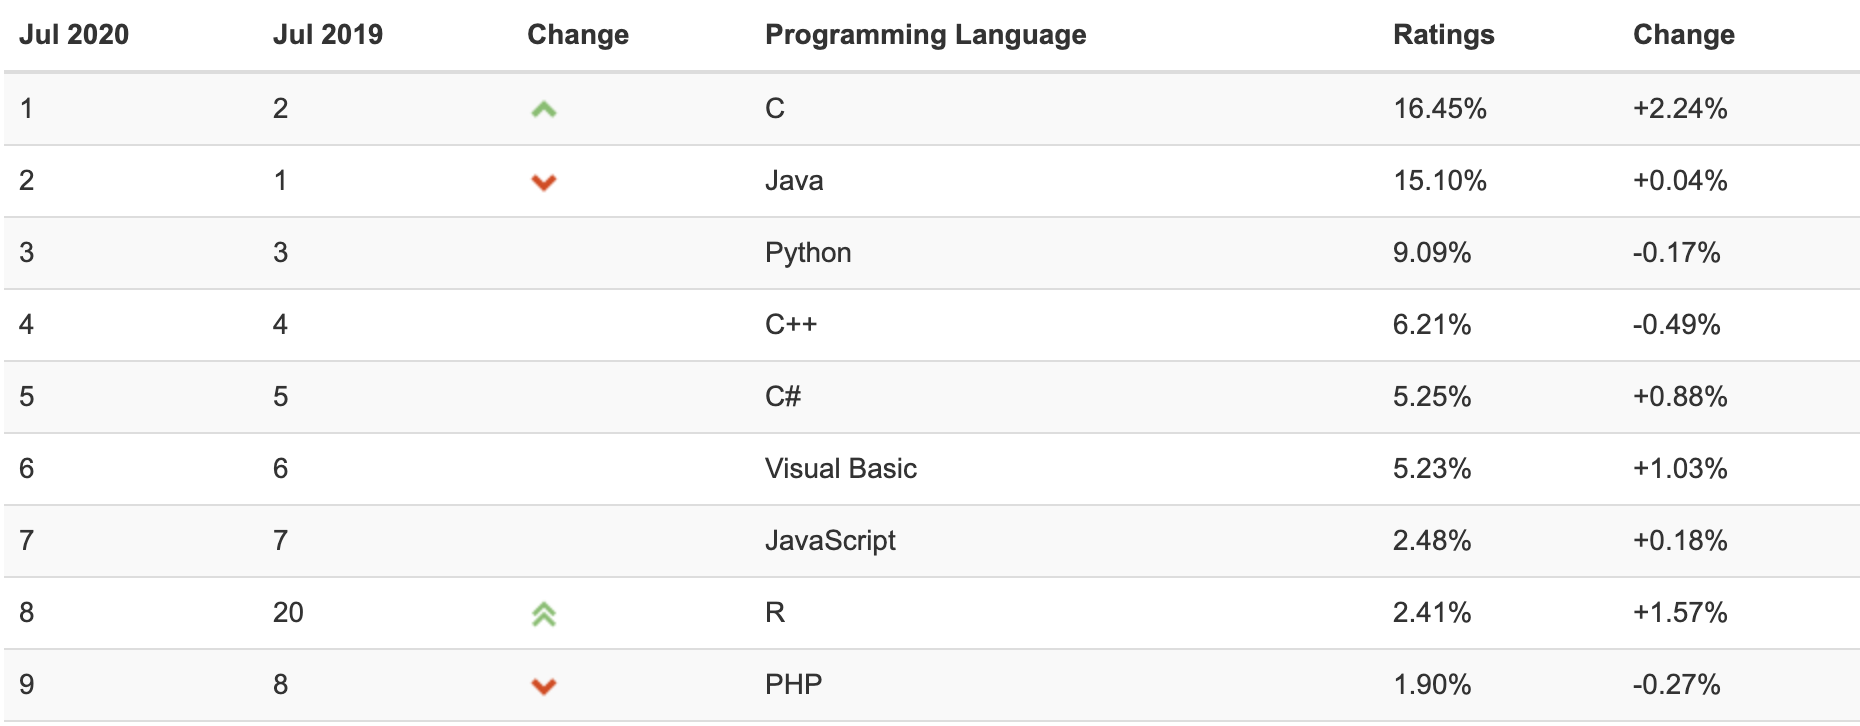 Jul 2020 Jul 2019 Change Programming Language Ratings Change
1 2 C 16.45% +2.24%
2 1 Java 15.10% +0.04%
3 3 Python 9.09% -0.17%
4 4 C++ 6.21% -0.49%
5 5 C# 5.25% +0.88%
6 6 Visual Basic 5.23% +1.03%
7 7 JavaScript 2.48% +0.18%
8 20 R 2.41% +1.57%
9 8 PHP 1.90% -0.27%